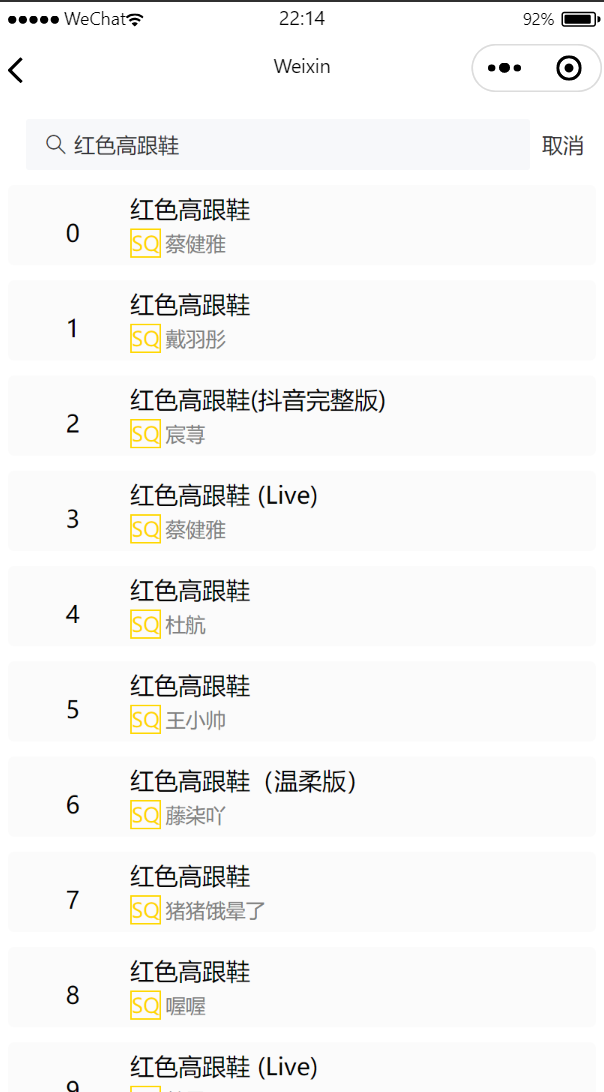 WeChat 22:14 92%
Weixin
红色高跟鞋 取消
0 红色高跟鞋
SQ 蔡健雅
1 红色高跟鞋
SQ 戴羽彤
2 红色高跟鞋(抖音完整版)
SQ 宸荨
3 红色高跟鞋 (Live)
SQ 蔡健雅
4 红色高跟鞋
SQ 杜航
5 红色高跟鞋
SQ 王小帅
6 红色高跟鞋（温柔版）
SQ 藤柒吖
7 红色高跟鞋
SQ 猪猪饿晕了
8 红色高跟鞋
SQ 喔喔
9 红色高跟鞋 (Live)